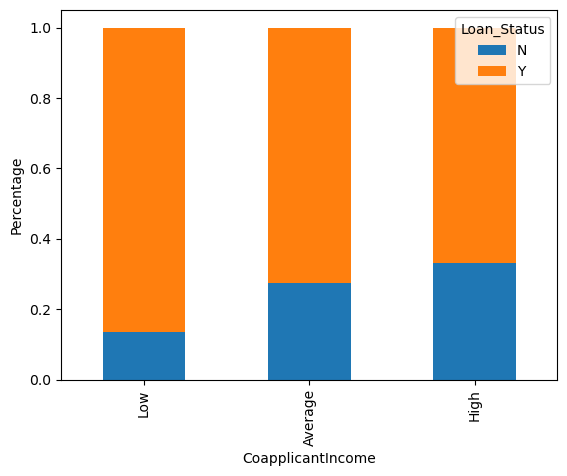 Loan_Status
N
Y
1.0
0.8
0.6
0.4
0.2
0.0
Percentage
Low
Average
High
CoapplicantIncome